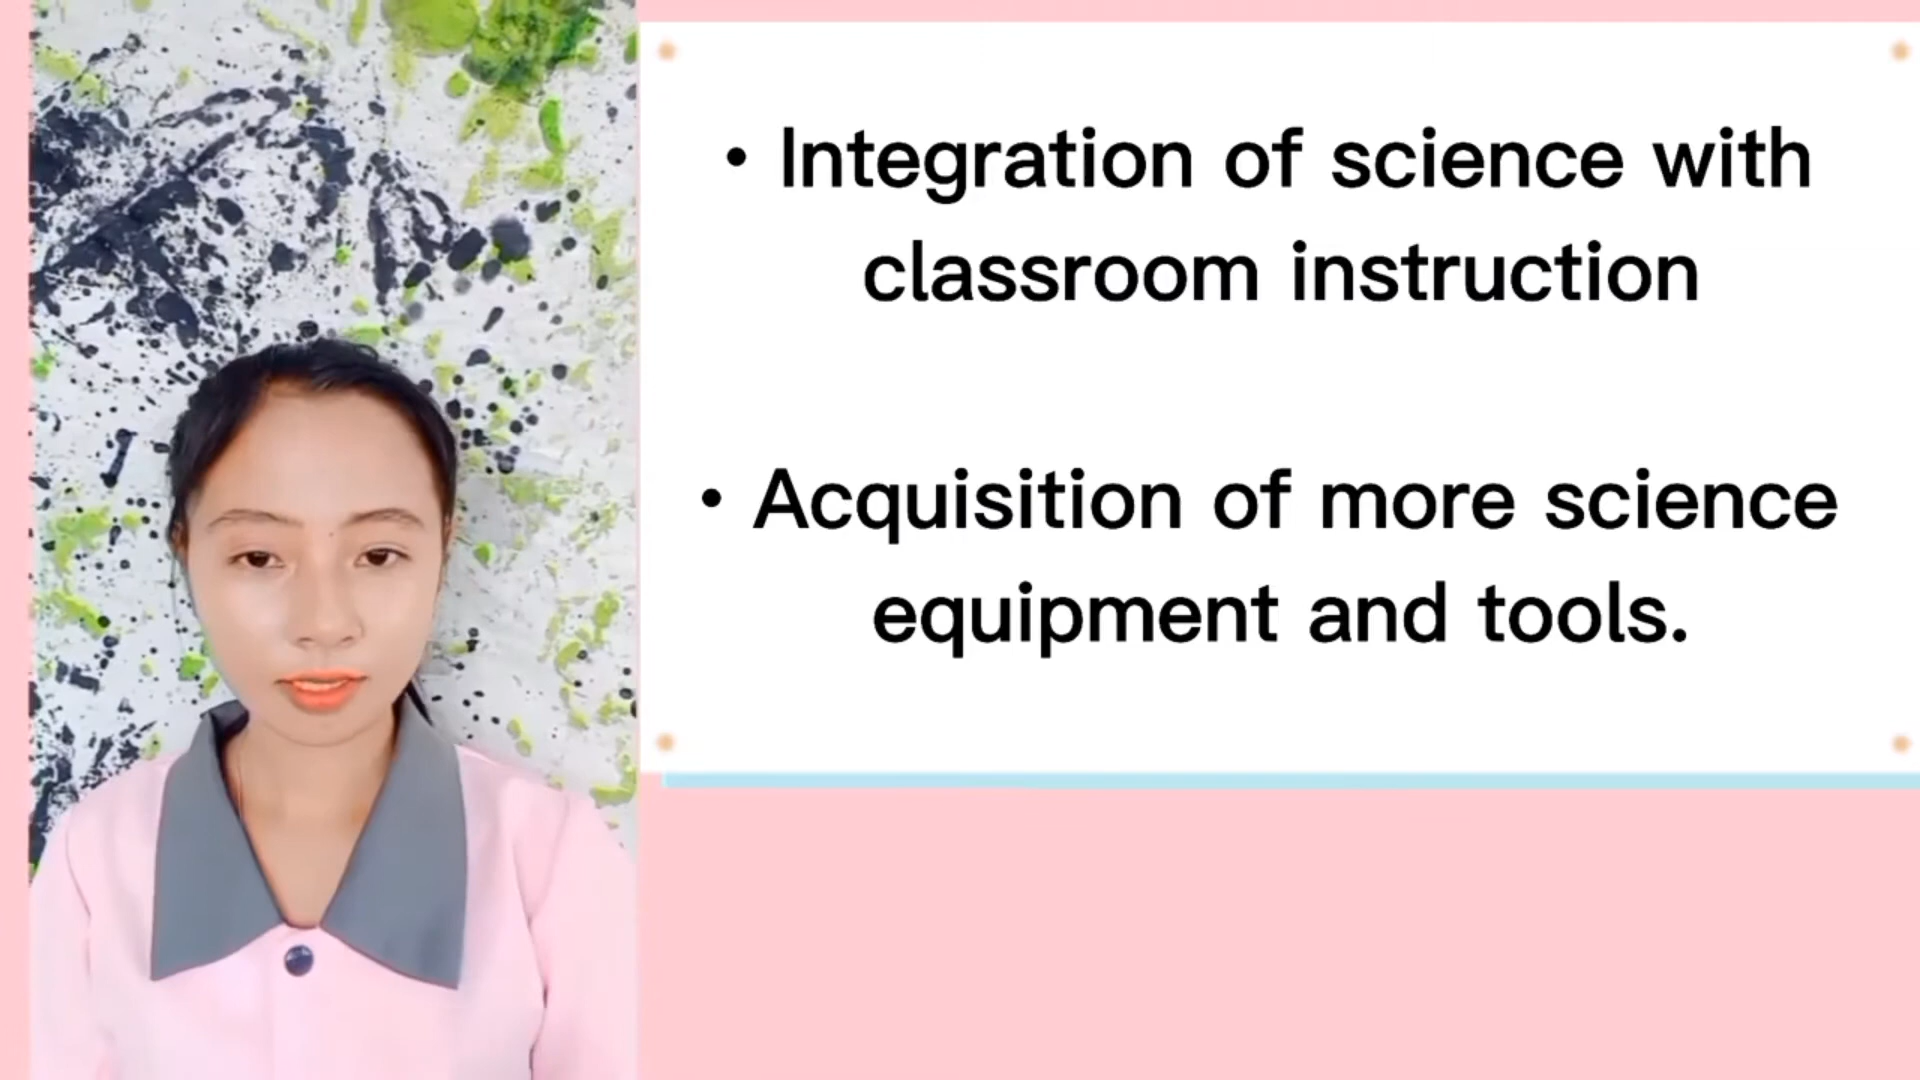 • Integration of science with
classroom instruction
• Acquisition of more science
equipment and tools.